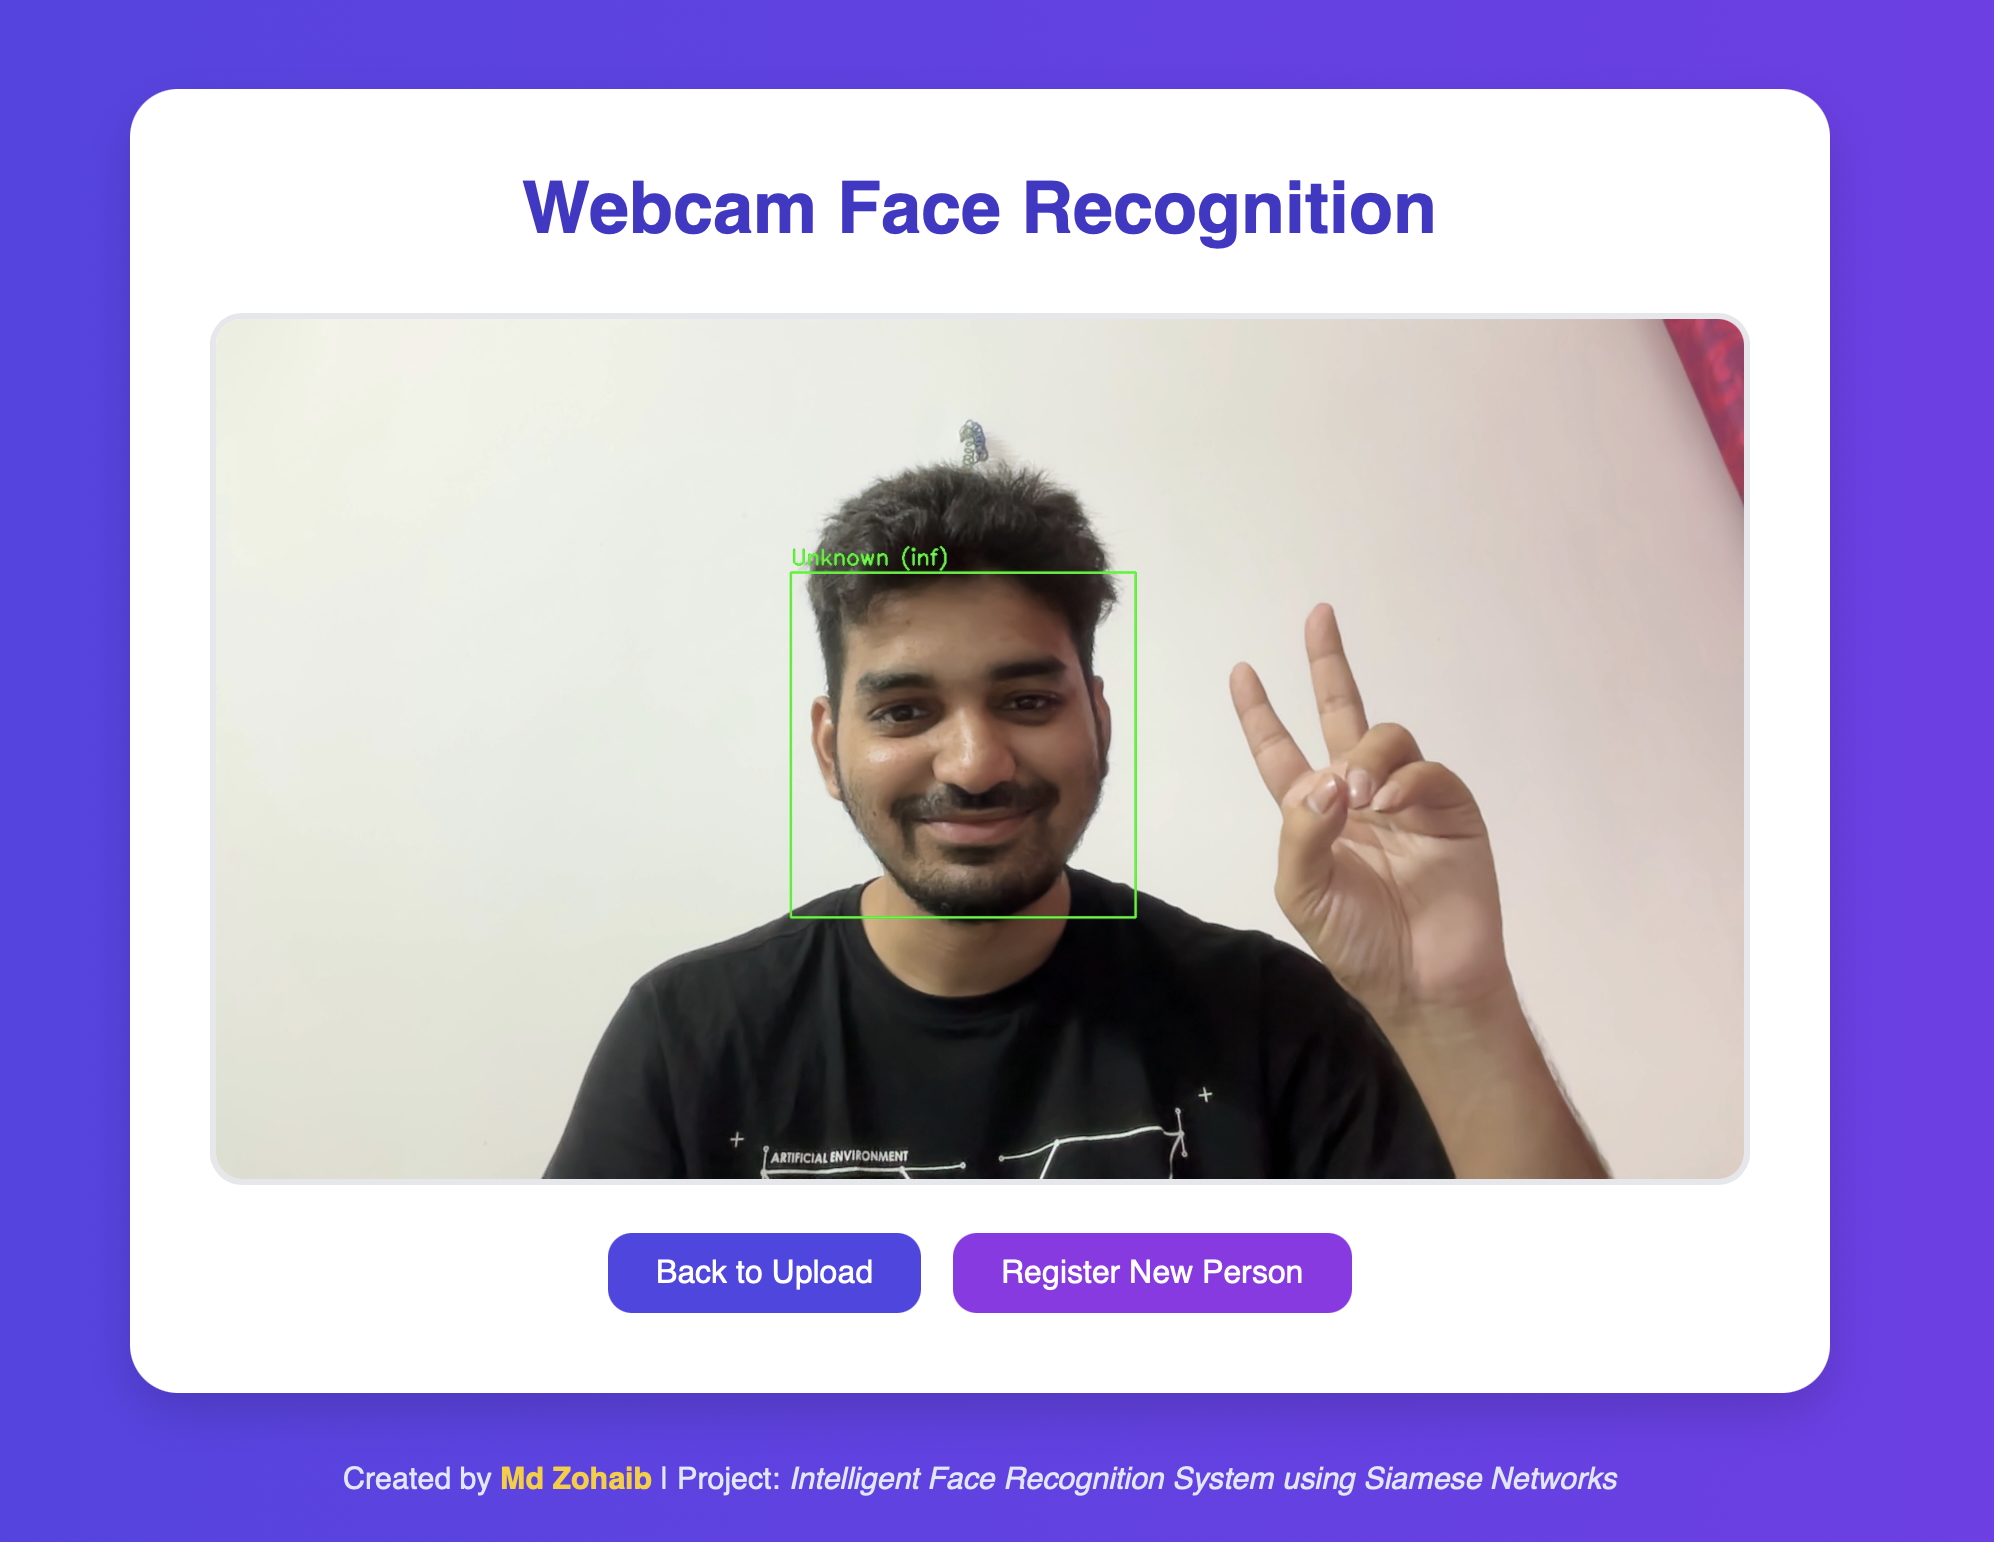 Webcam Face Recognition
Unknown (inf)
ARTIFICIAL ENVIRONMENT
Back to Upload
Register New Person
Created by Md Zohaib | Project: Intelligent Face Recognition System using Siamese Networks